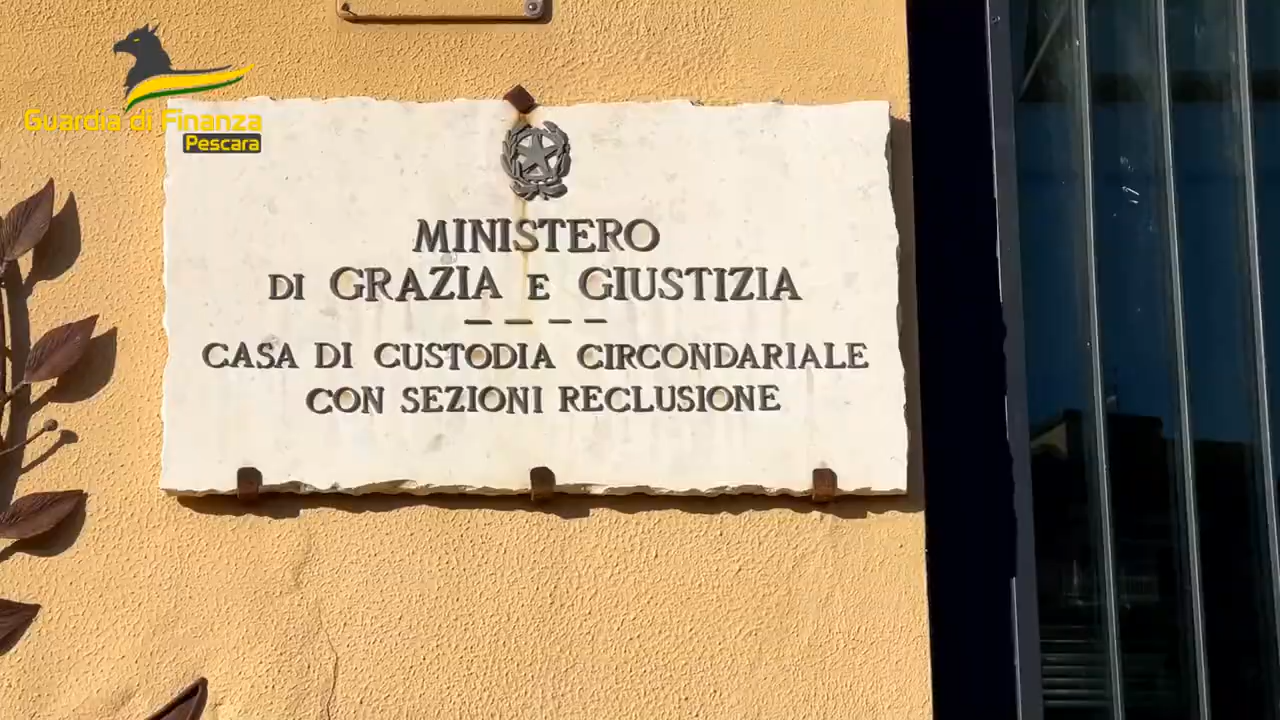 Guardia di Finanza
Pescara
MINISTERO
DI GRAZIA E GIUSTIZIA
CASA DI CUSTODIA CIRCONDARIALE
CON SEZIONI RECLUSIONE